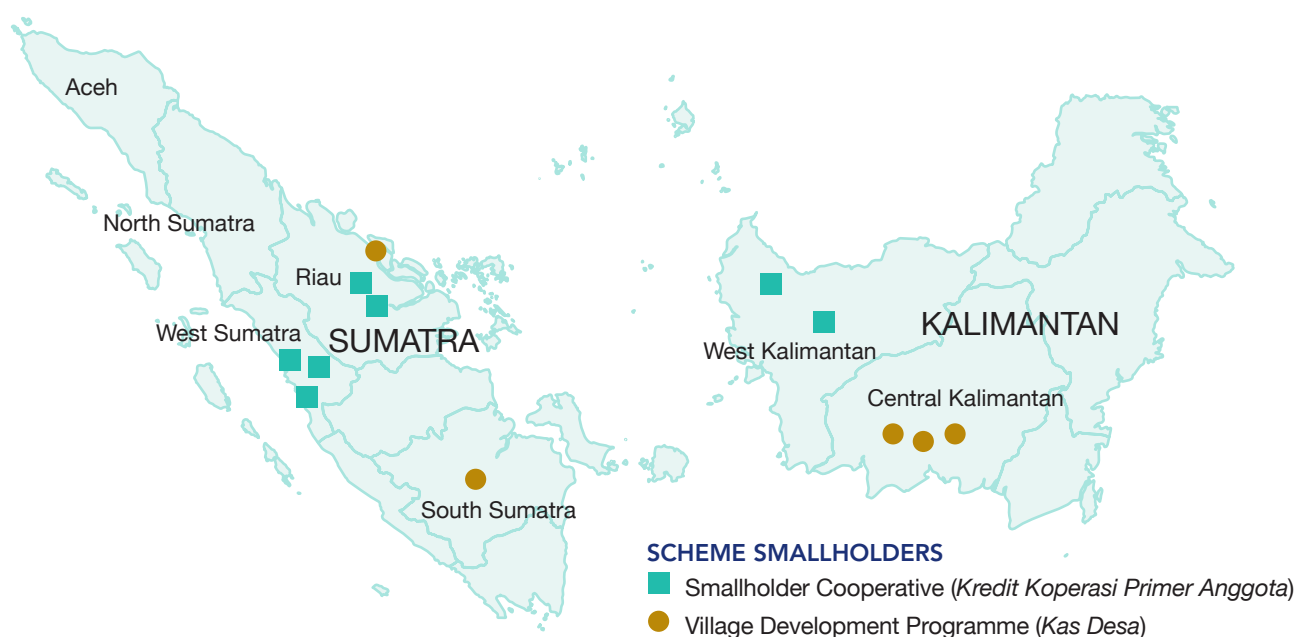 Aceh
North Sumatra
Riau
West Sumatra
SUMATRA
South Sumatra
KALIMANTAN
West Kalimantan
Central Kalimantan
SCHEME SMALLHOLDERS
Smallholder Cooperative (Kredit Koperasi Primer Anggota)
Village Development Programme (Kas Desa)